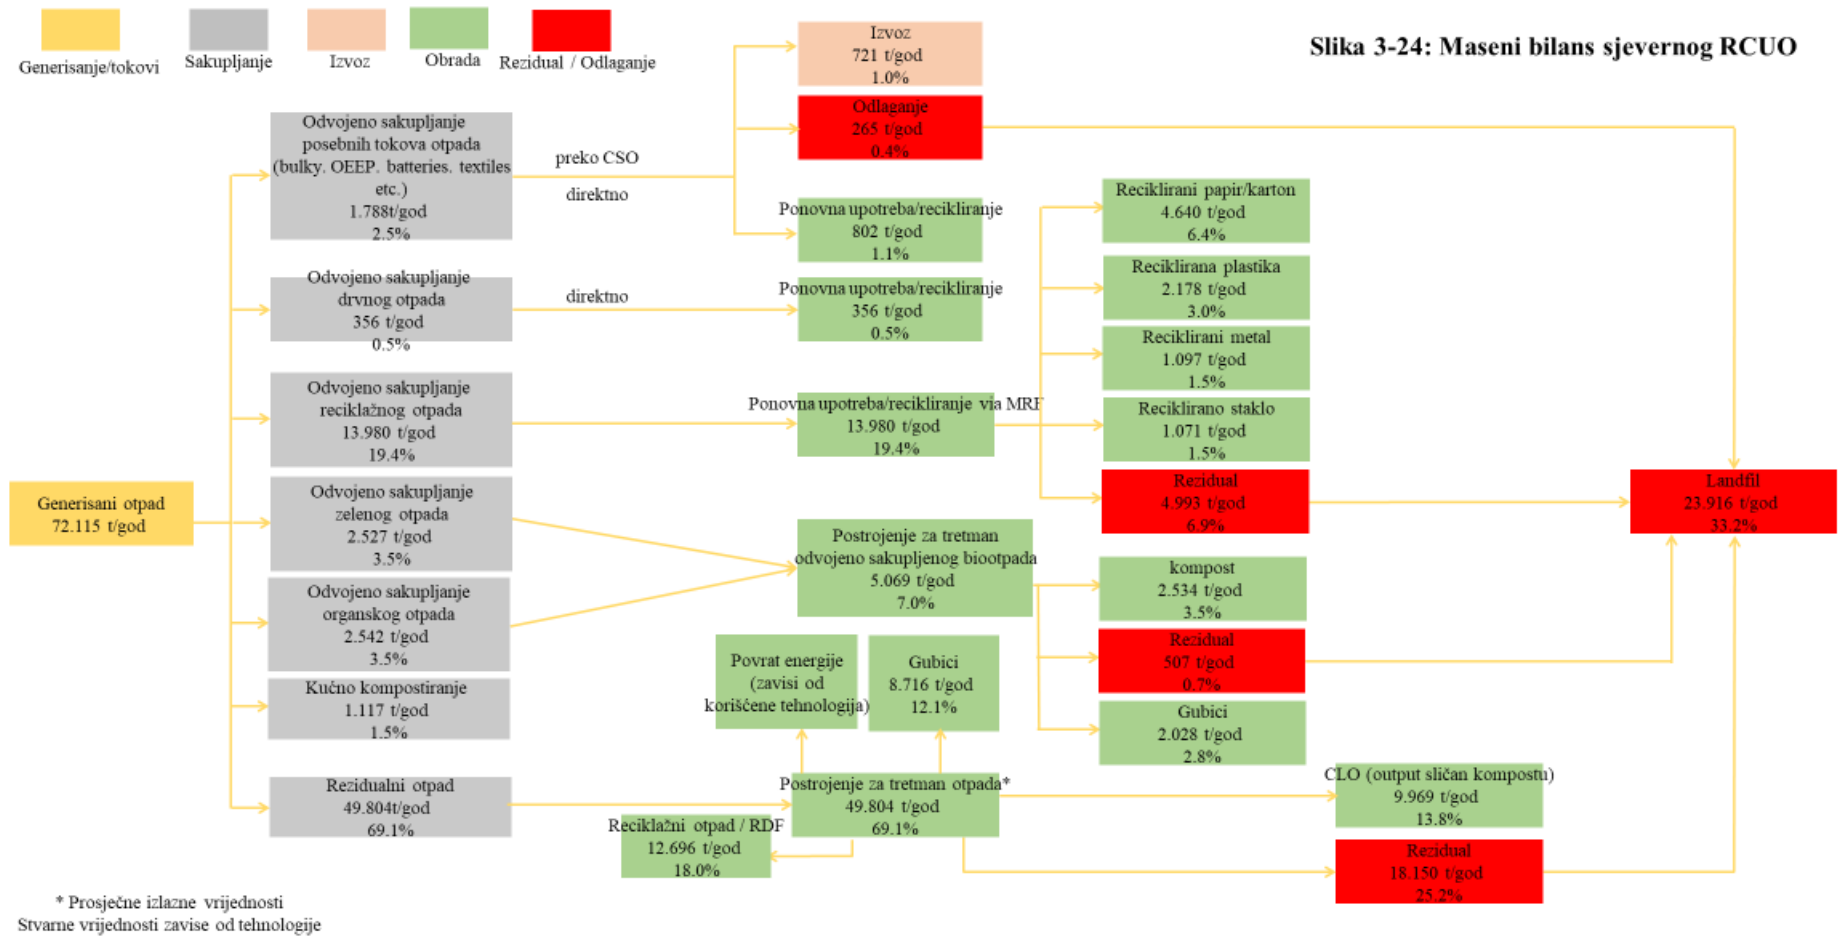 Generisanje/tokovi
Sakupljanje
Izvoz
Obrada
Rezidual / Odlaganje
Slika 3-24: Maseni bilans sjevernog RCUO
Generisani otpad
72.115 t/god
Odvojeno sakupljanje
posebnih tokova otpada
(bulky. OEEP. batteries. textiles
etc.)
1.788t/god
2.5%
Odvojeno sakupljanje
drvnog otpada
356 t/god
0.5%
Odvojeno sakupljanje
reciklažnog otpada
13.980 t/god
19.4%
Odvojeno sakupljanje
zelenog otpada
2.527 t/god
3.5%
Odvojeno sakupljanje
organskog otpada
2.542 t/god
3.5%
Kućno kompostiranje
1.117 t/god
1.5%
Rezidualni otpad
49.804t/god
69.1%
preko CSO
direktno
direktno
Izvoz
721 t/god
1.0%
Odlaganje
265 t/god
0.4%
Ponovna upotreba/recikliranje
802 t/god
1.1%
Ponovna upotreba/recikliranje
356 t/god
0.5%
Ponovna upotreba/recikliranje via MRF
13.980 t/god
19.4%
Postrojenje za tretman
odvojeno sakupljenog biootpada
5.069 t/god
7.0%
Povrat energije
(zavisi od
korišćene tehnologija)
Gubici
8.716 t/god
12.1%
Postrojenje za tretman otpada*
49.804 t/god
69.1%
Reciklažni otpad / RDF
12.696 t/god
18.0%
Reciklirani papir/karton
4.640 t/god
6.4%
Reciklirana plastika
2.178 t/god
3.0%
Reciklirani metal
1.097 t/god
1.5%
Reciklirano staklo
1.071 t/god
1.5%
Rezidual
4.993 t/god
6.9%
kompost
2.534 t/god
3.5%
Rezidual
507 t/god
0.7%
Gubici
2.028 t/god
2.8%
CLO (output sličan kompostu)
9.969 t/god
13.8%
Rezidual
18.150 t/god
25.2%
Landfil
23.916 t/god
33.2%
* Prosječne izlazne vrijednosti
Stvarne vrijednosti zavise od tehnologije